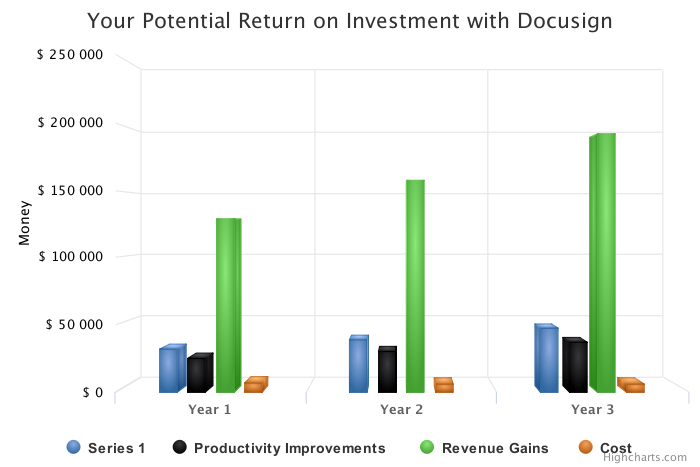 Your Potential Return on Investment with Docusign
Money
$ 250 000
$ 200 000
$ 150 000
$ 100 000
$ 50 000
$ 0
Year 1
Year 2
Year 3
Series 1
Productivity Improvements
Revenue Gains
Cost
Highcharts.com